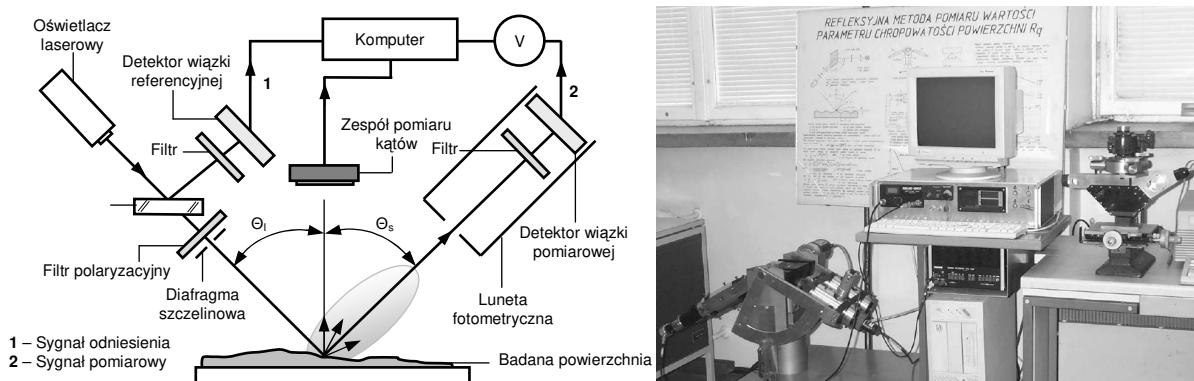 Oświetlacz
laserowy
Detektor wiązki
referencyjnej
1
Komputer
V
2
Filtr
Zespół pomiaru
kątów
Filtr
Θi
Θs
Detektor wiązki
pomiarowej
Filtr polaryzacyjny
Diafragma
szczelinowa
Luneta
fotometryczna
1 – Sygnał odniesienia
2 – Sygnał pomiarowy
Badana powierzchnia
REFLEKSYJNA METODA POMIARU WARTOŚCI
PARAMETRU CHROPOWATOŚCI POWIERZCHNI Rq